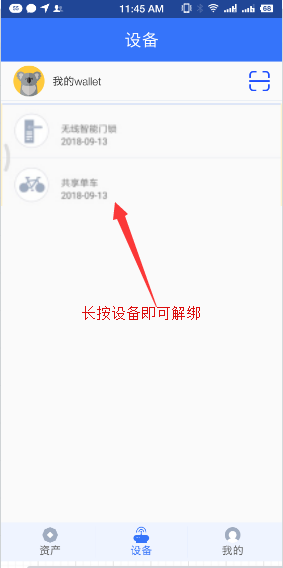 55
11:45 AM
68
设备
我的wallet
无线智能门锁
2018-09-13
共享单车
2018-09-13
长按设备即可解绑
资产
设备
我的